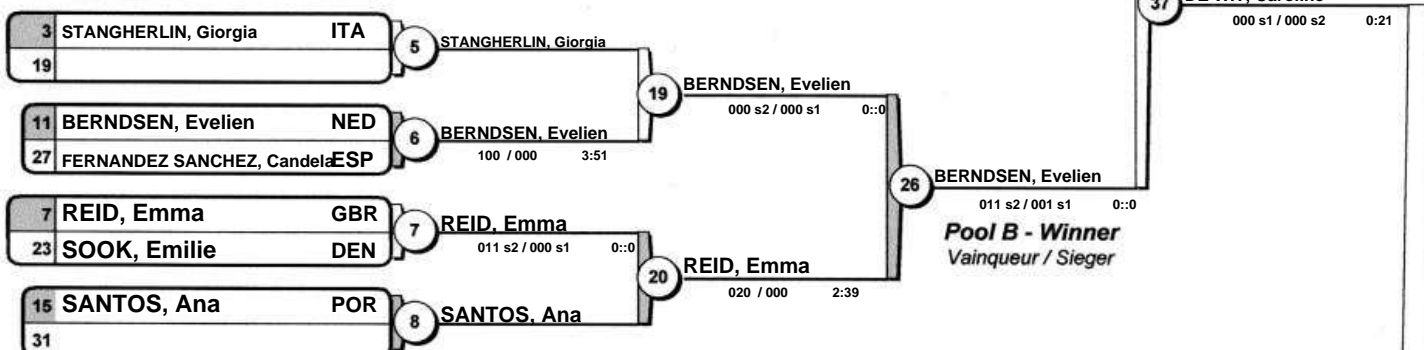 37
000 s1 / 000 s2 0:21
3 STANGHERLIN, Giorgia ITA
19
5 STANGHERLIN, Giorgia
19 BERNDSEN, Evelien
000 s2 / 000 s1 0::0
11 BERNDSEN, Evelien NED
27 FERNANDEZ SANCHEZ, Candela ESP
6 BERNDSEN, Evelien
100 / 000 3:51
26 BERNDSEN, Evelien
011 s2 / 001 s1 0::0
Pool B - Winner
Vainqueur / Sieger
7 REID, Emma GBR
23 SOOK, Emilie DEN
7 REID, Emma
011 s2 / 000 s1 0::0
20 REID, Emma
020 / 000 2:39
15 SANTOS, Ana POR
31
8 SANTOS, Ana